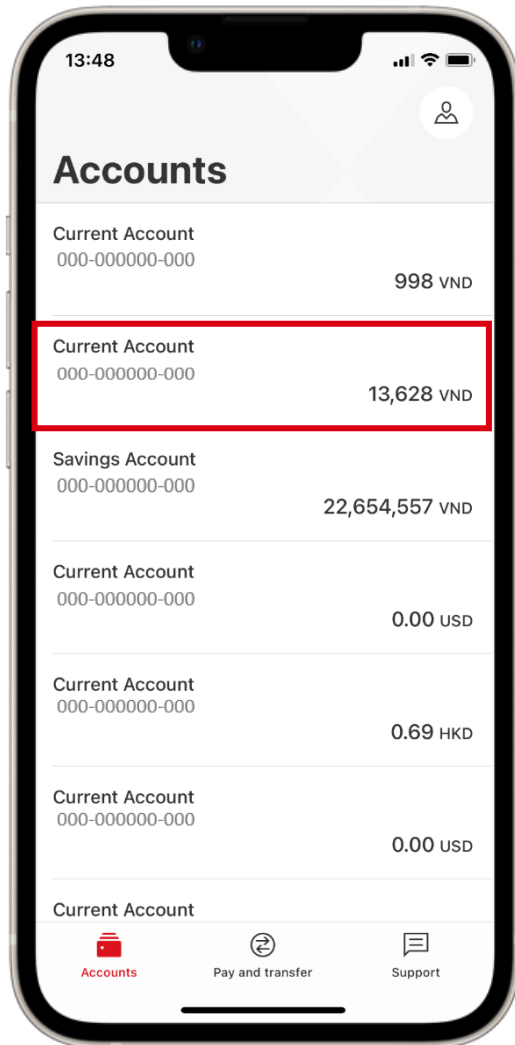 13:48
Accounts
Current Account
000-000000-000
998 VND
Current Account
000-000000-000
13,628 VND
Savings Account
000-000000-000
22,654,557 VND
Current Account
000-000000-000
0.00 USD
Current Account
000-000000-000
0.69 HKD
Current Account
000-000000-000
0.00 USD
Current Account
Accounts Pay and transfer Support